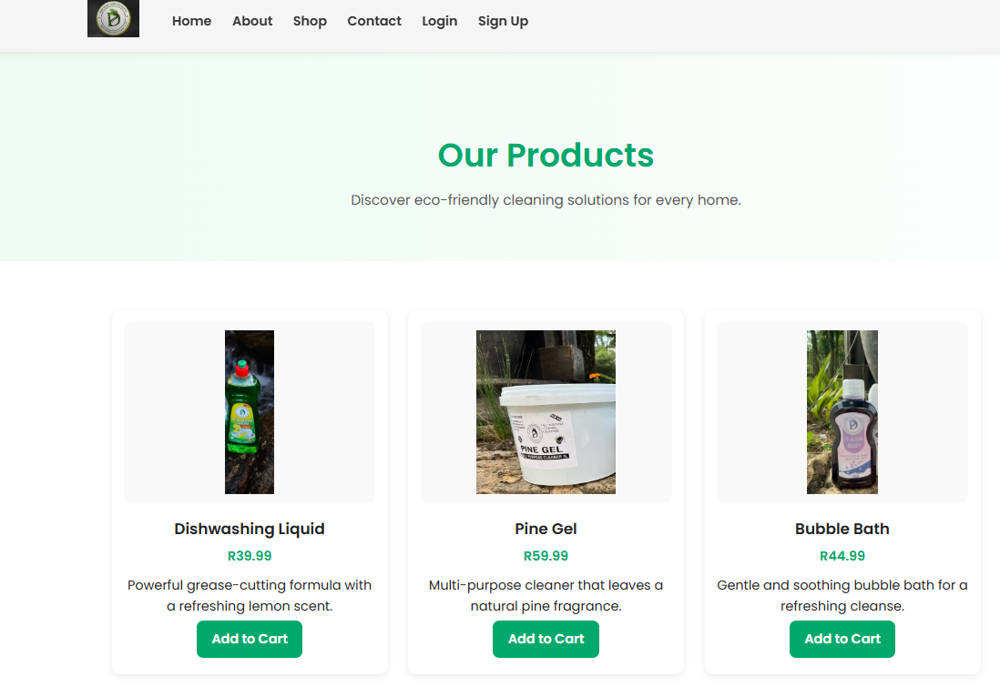 Home About Shop Contact Login Sign Up
Our Products
Discover eco-friendly cleaning solutions for every home.
PINE GEL
Dishwashing Liquid
R39.99
Powerful grease-cutting formula with
a refreshing lemon scent.
Add to Cart
Pine Gel
R59.99
Multi-purpose cleaner that leaves a
natural pine fragrance.
Add to Cart
Bubble Bath
R44.99
Gentle and soothing bubble bath for a
refreshing cleanse.
Add to Cart